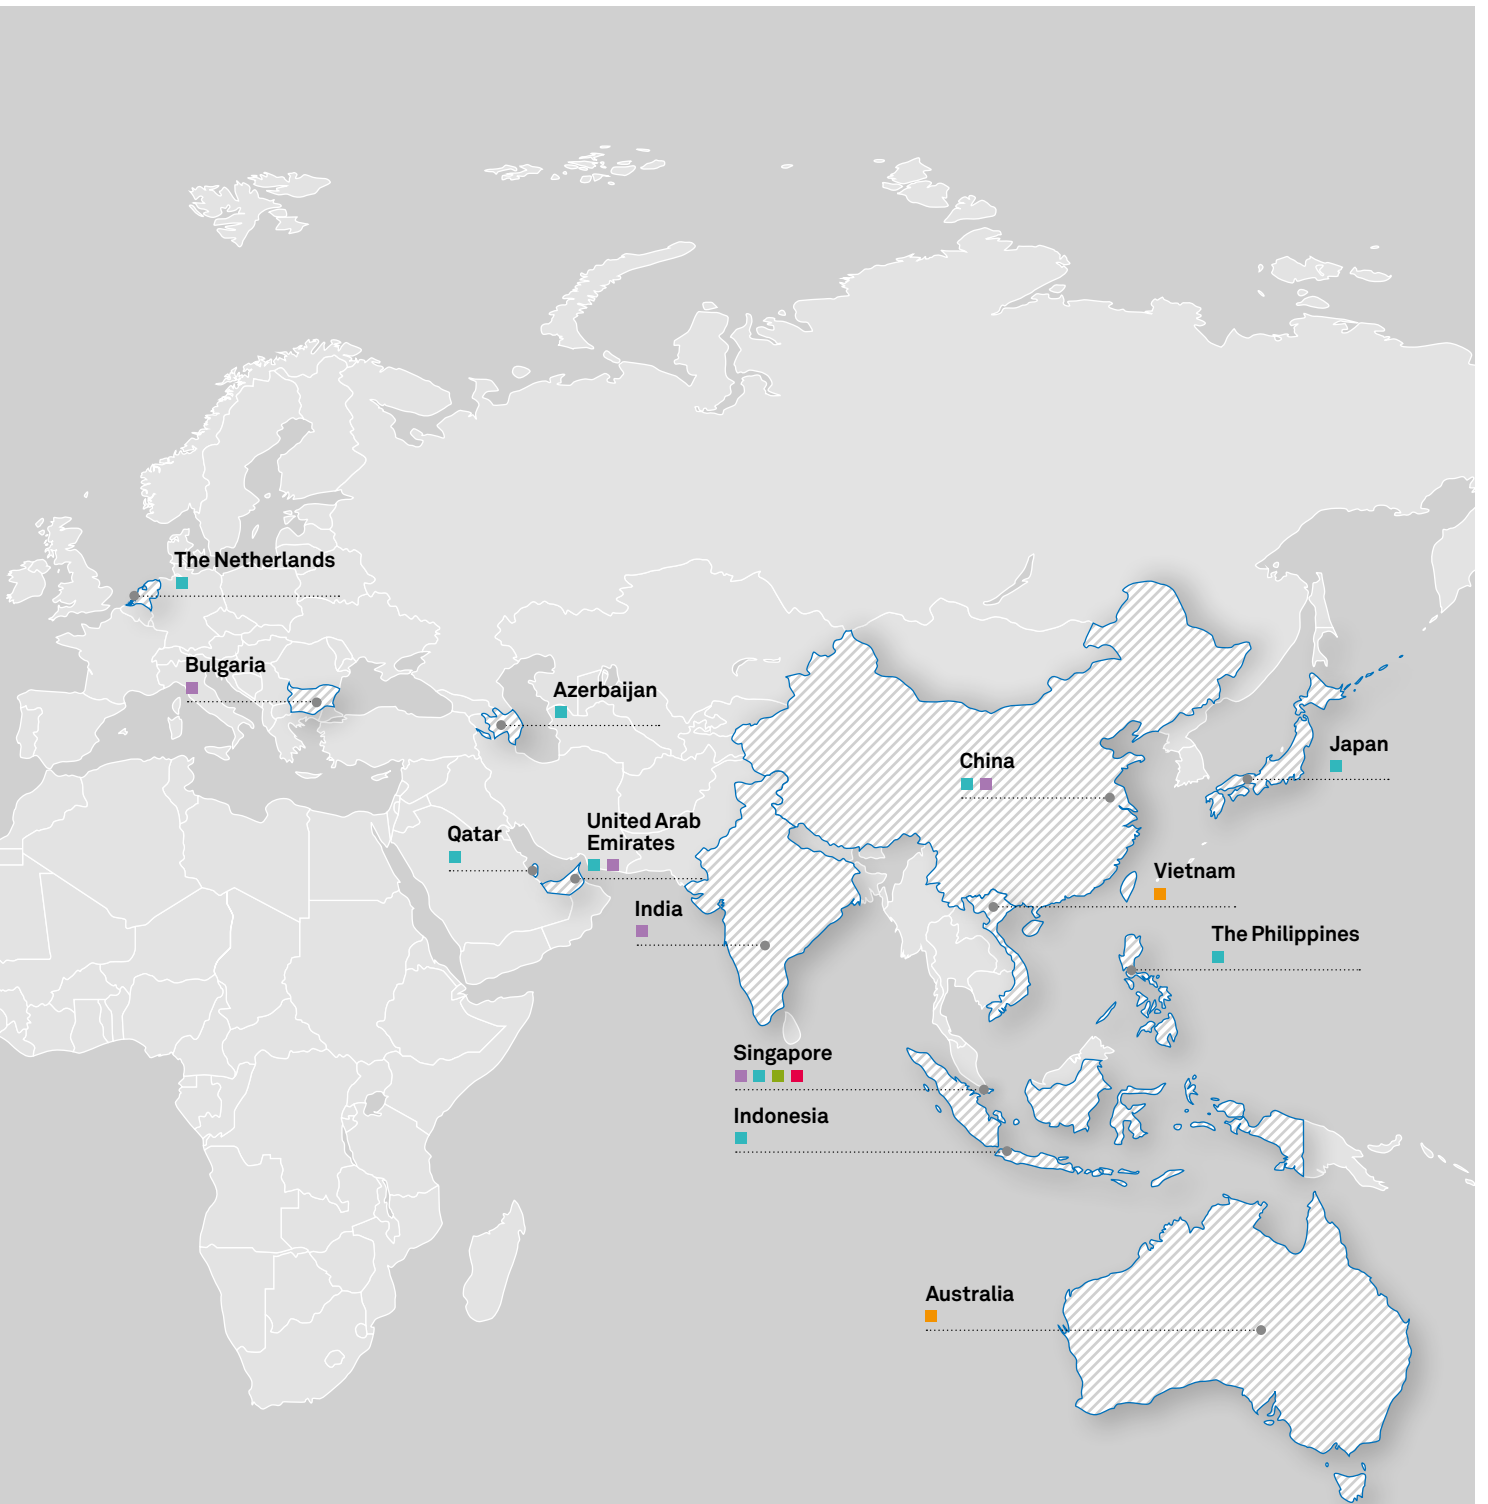 The Netherlands
Bulgaria
Azerbaijan
Japan
China
United Arab
Emirates
Qatar
Vietnam
India
The Philippines
Singapore
Indonesia
Australia